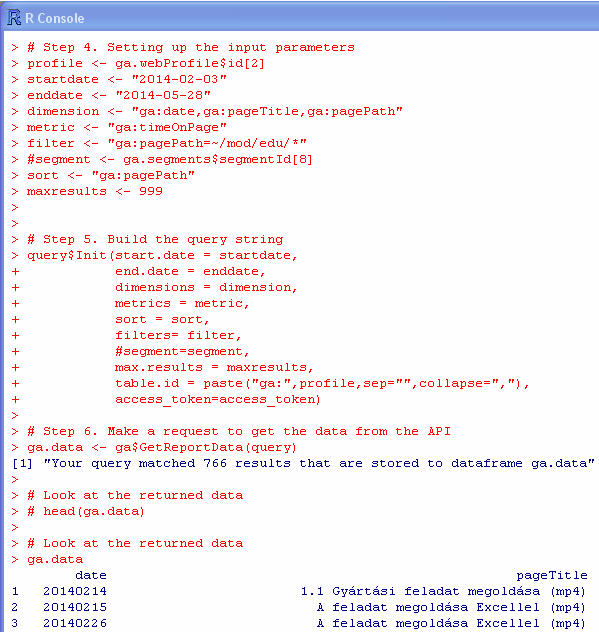 R Console
> # Step 4. Setting up the input parameters
> profile <- ga.webProfile$id[2]
> startdate <- "2014-02-03"
> enddate <- "2014-05-28"
> dimension <- "ga:date,ga:pageTitle,ga:pagePath"
> metric <- "ga:timeOnPage"
> filter <- "ga:pagePath=~/mod/edu/*"
> #segment <- ga.segments$segmentId[8]
> sort <- "ga:pagePath"
> maxresults <- 999
>
>
> # Step 5. Build the query string
> query$Init(start.date = startdate,
+            end.date = enddate,
+            dimensions = dimension,
+            metrics = metric,
+            sort = sort,
+            filters= filter,
+            #segment=segment,
+            max.results = maxresults,
+            table.id = paste("ga:",profile,sep="",collapse=","),
+            access_token=access_token)
>
> # Step 6. Make a request to get the data from the API
> ga.data <- ga$GetReportData(query)
[1] "Your query matched 766 results that are stored to dataframe ga.data"
>
> # Look at the returned data
> # head(ga.data)
>
> # Look at the returned data
> ga.data
date pageTitle
1 20140214 1.1 Gyártási feladat megoldása (mp4)
2 20140215 A feladat megoldása Excellel (mp4)
3 20140226 A feladat megoldása Excellel (mp4)